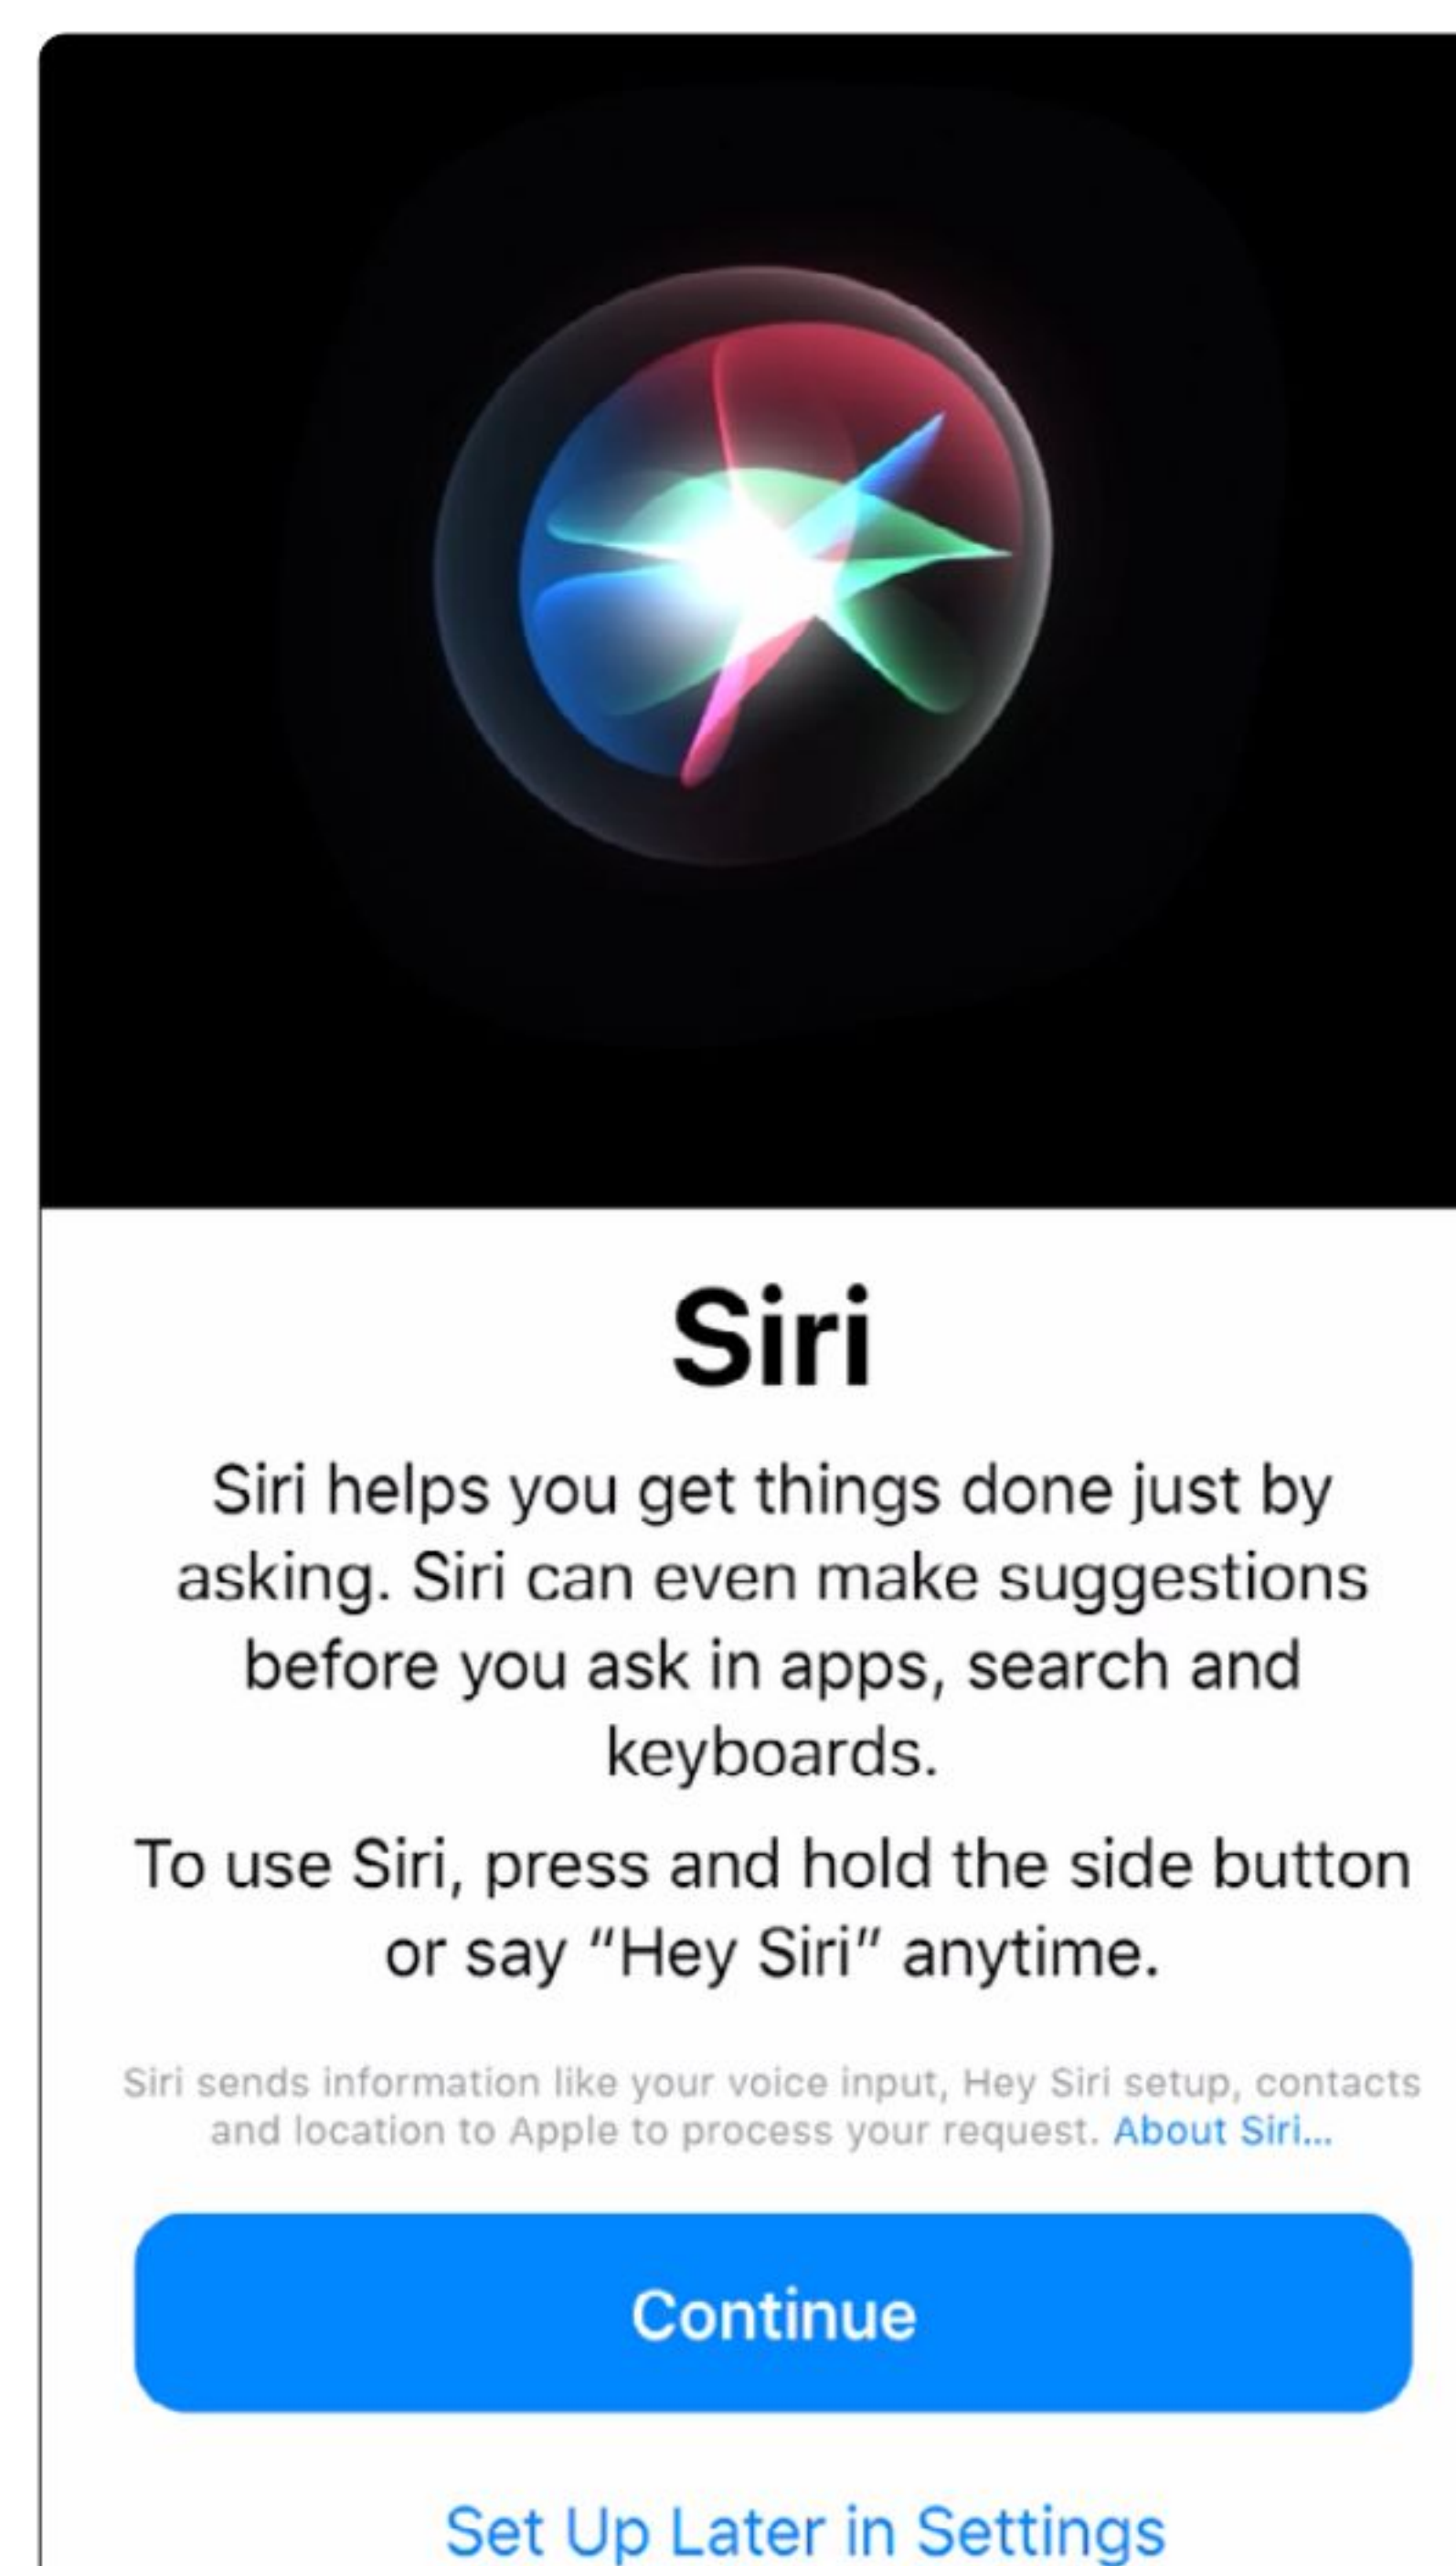 Siri
Siri helps you get things done just by
asking. Siri can even make suggestions
before you ask in apps, search and
keyboards.
To use Siri, press and hold the side button
or say “Hey Siri” anytime.
Siri sends information like your voice input, Hey Siri setup, contacts
and location to Apple to process your request. About Siri...
Continue
Set Up Later in Settings